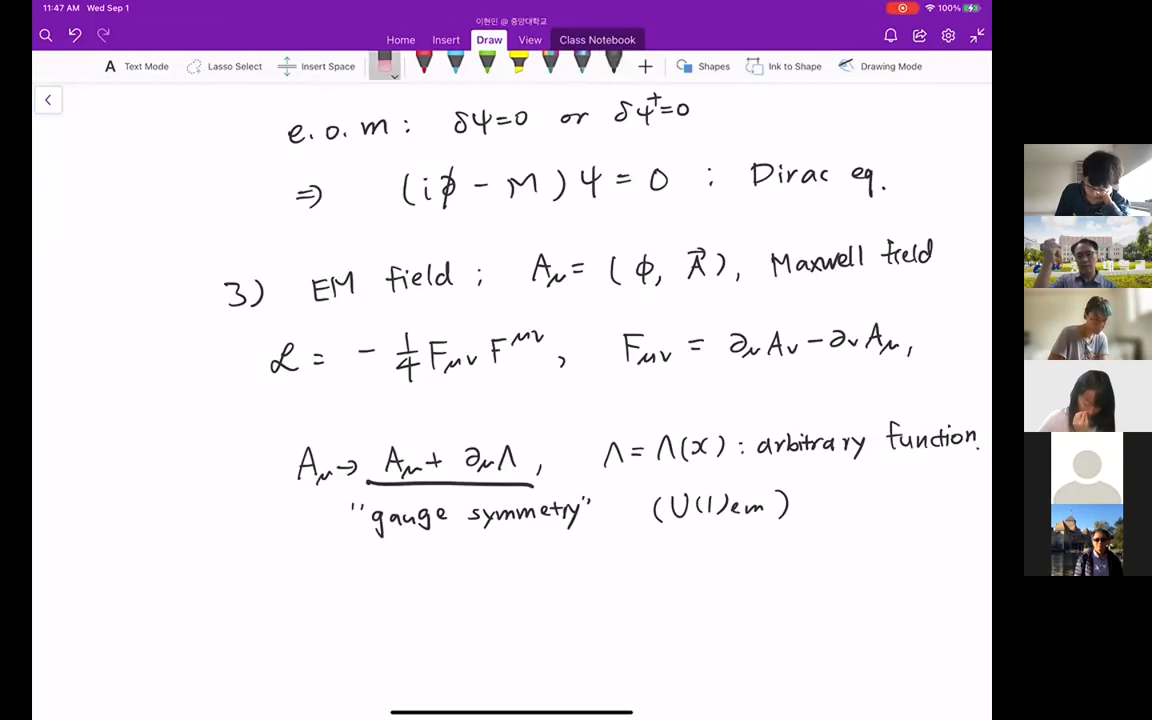 11:47 AM Wed Sep 1
100%
이현민 @ 중앙대학교
Home Insert Draw View Class Notebook
A Text Mode Lasso Select Insert Space Shapes Ink to Shape Drawing Mode
e.o.m : δψ=0 or δψ†=0
⇒ (i∂̸ - M)ψ = 0 : Dirac eq.
3) EM field ; Aμ = (ϕ, A⃗), Maxwell field
ℒ = - 1/4 Fμν F^μν, Fμν = ∂μAν - ∂νAμ,
Aμ → Aμ + ∂μΛ, Λ = Λ(x) : arbitrary function.
"gauge symmetry" (U(1)em)